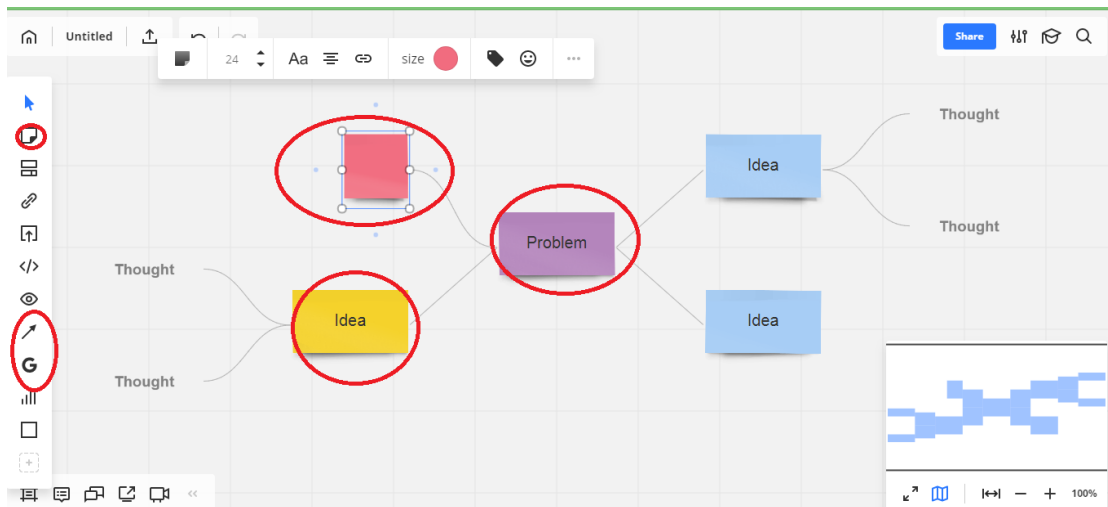 Untitled
Share
24
Aa
size
Thought
Idea
Thought
Problem
Thought
Idea
Idea
Thought
G
100%